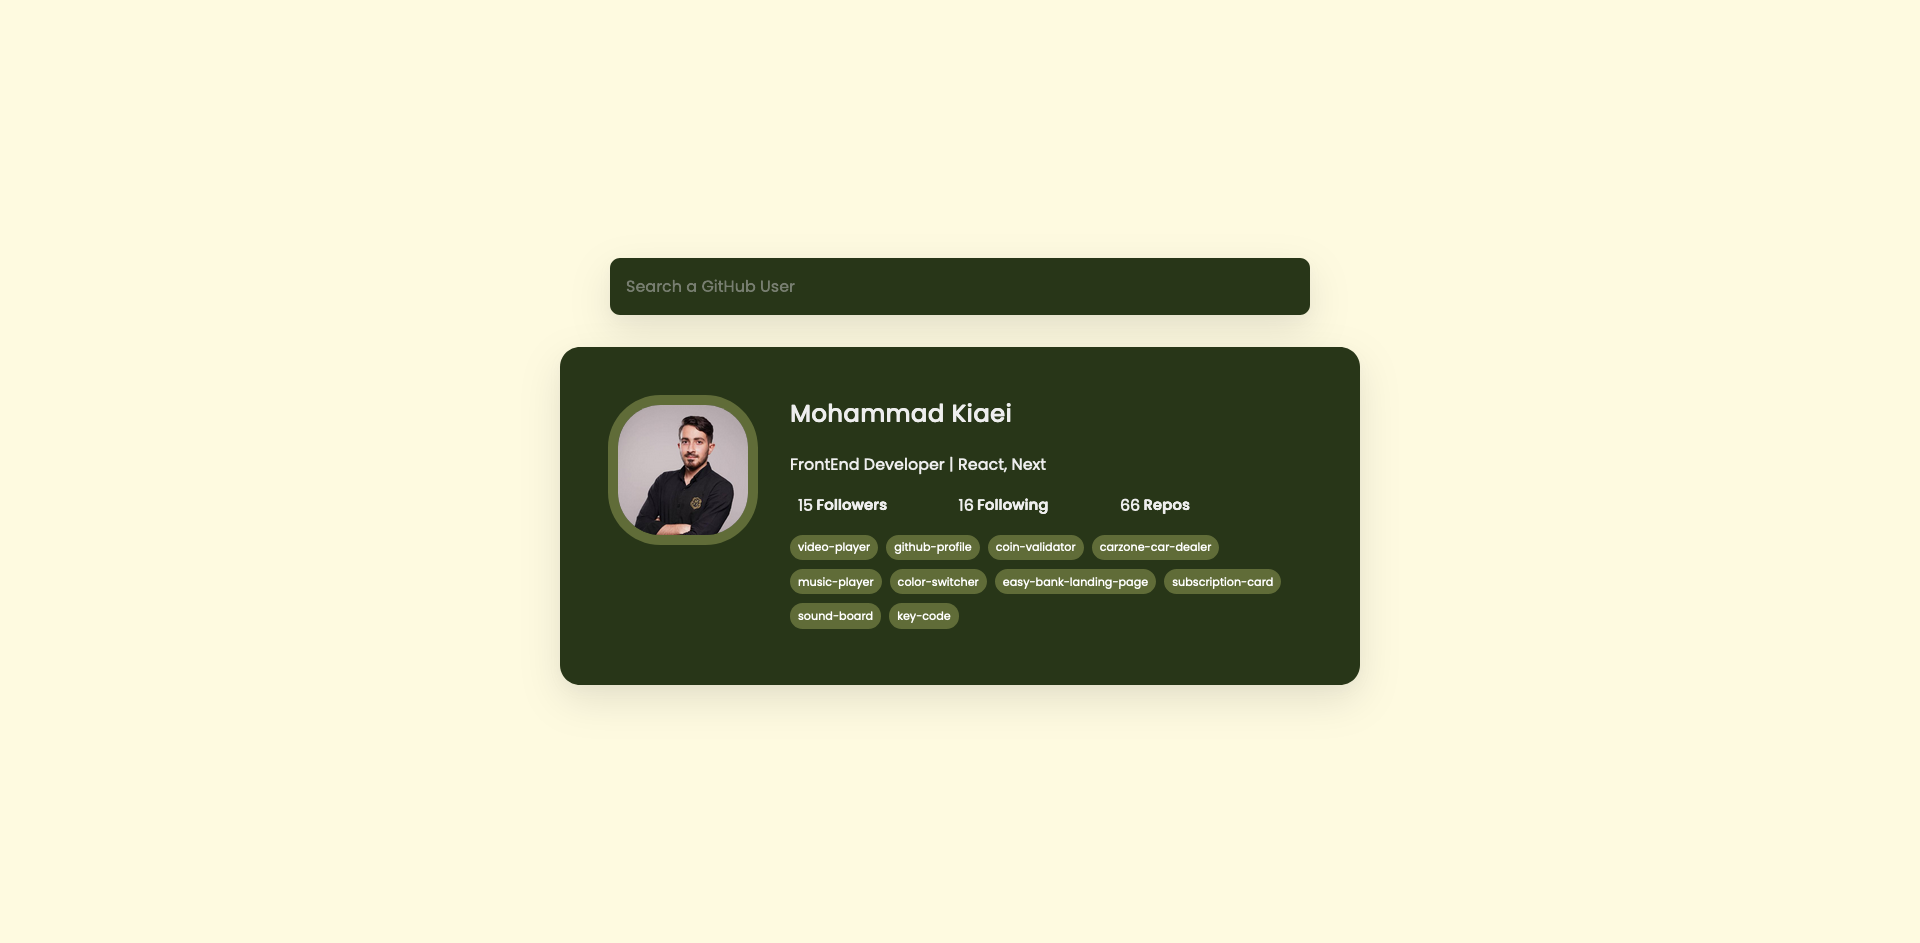 Search a GitHub User
Mohammad Kiaei
FrontEnd Developer | React, Next
15 Followers 16 Following 66 Repos
video-player github-profile coin-validator carzone-car-dealer
music-player color-switcher easy-bank-landing-page subscription-card
sound-board key-code